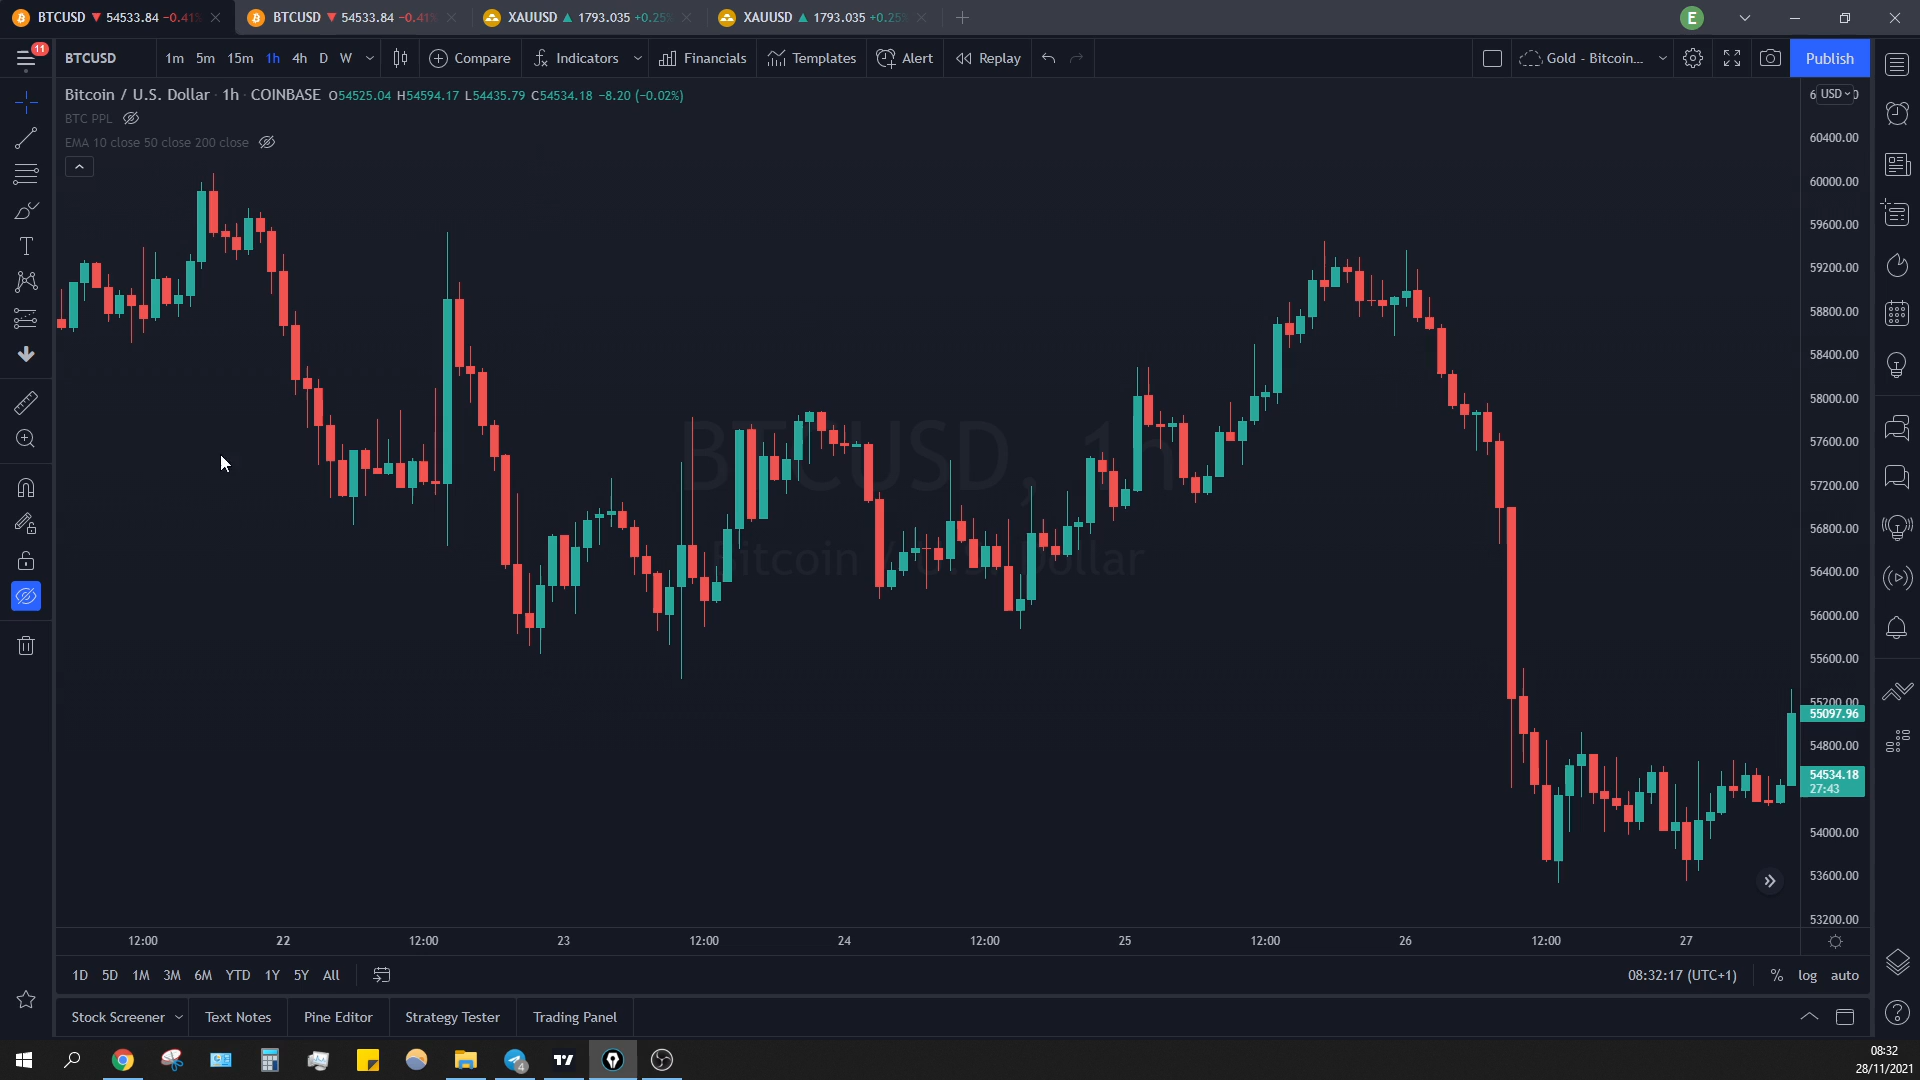 BTCUSD ▼ 54533.84 -0.41%
BTCUSD ▼ 54533.84 -0.41%
XAUUSD ▲ 1793.035 +0.25%
XAUUSD ▲ 1793.035 +0.25%
E
11
BTCUSD
1m 5m 15m 1h 4h D W
Compare
Indicators
Financials
Templates
Alert
Replay
Gold - Bitcoin...
Publish
Bitcoin / U.S. Dollar · 1h · COINBASE O54525.04 H54594.17 L54435.79 C54534.18 -8.20 (-0.02%)
BTC PPL
EMA 10 close 50 close 200 close
USD
60400.00
60000.00
59600.00
59200.00
58800.00
58400.00
58000.00
57600.00
57200.00
56800.00
56400.00
56000.00
55600.00
55200.00
55097.96
54800.00
54534.18
27:43
54000.00
53600.00
53200.00
BTCUSD, 1h
Bitcoin / U.S. Dollar
12:00 22 12:00 23 12:00 24 12:00 25 12:00 26 12:00 27
1D 5D 1M 3M 6M YTD 1Y 5Y All
08:32:17 (UTC+1)
% log auto
Stock Screener
Text Notes
Pine Editor
Strategy Tester
Trading Panel
4
08:32
28/11/2021